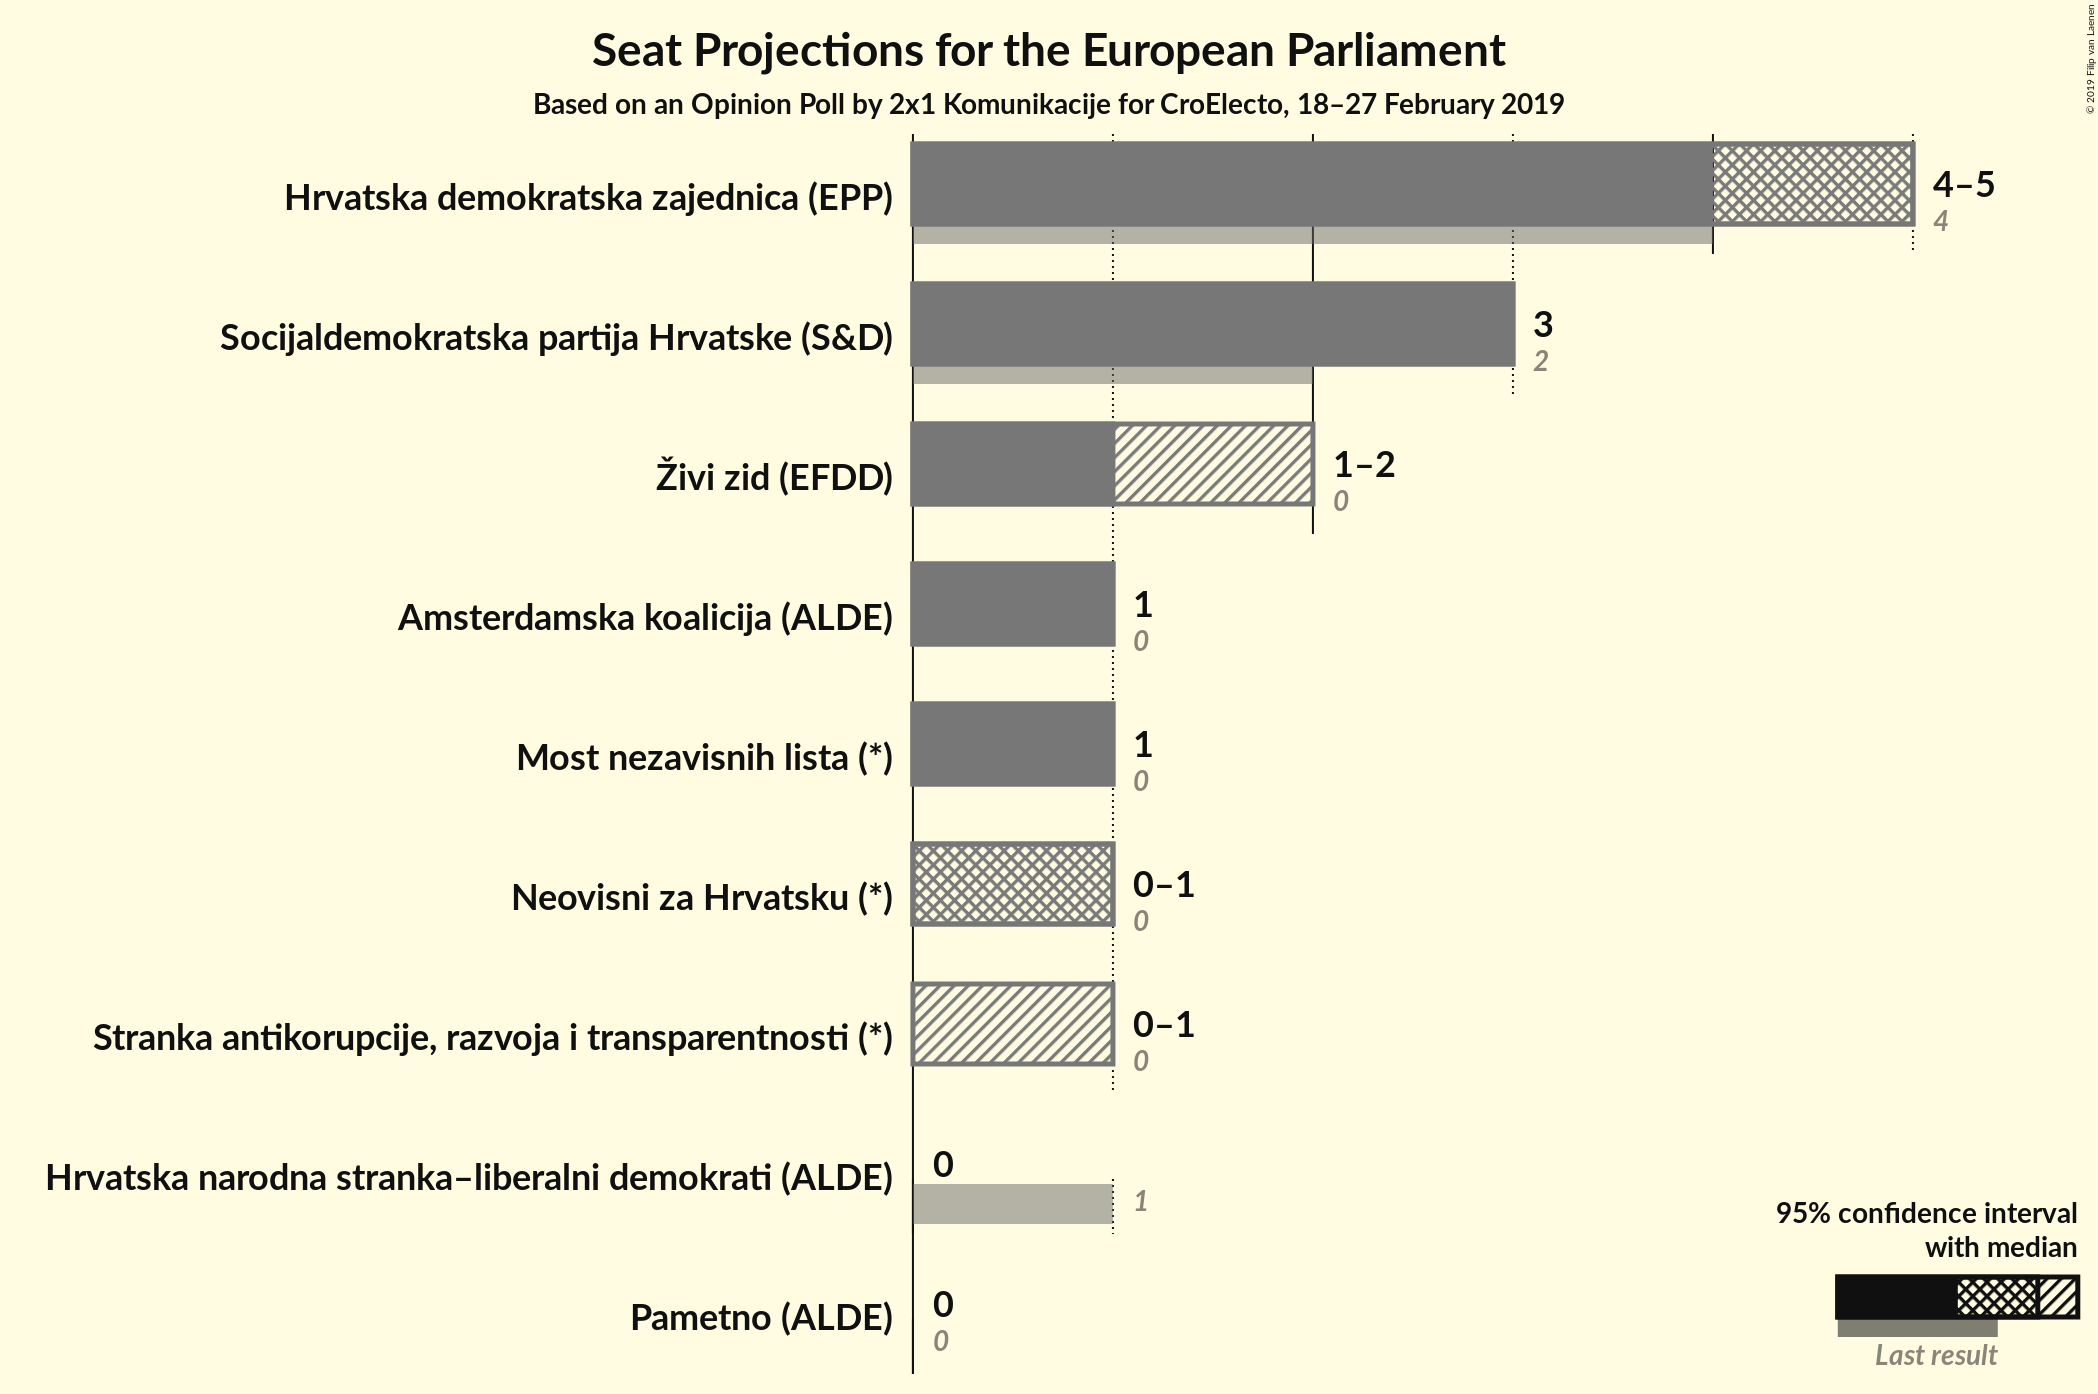 Seat Projections for the European Parliament
Based on an Opinion Poll by 2x1 Komunikacije for CroElecto, 18–27 February 2019
© 2019 Filip van Laenen
Hrvatska demokratska zajednica (EPP)
4–5
4
Socijaldemokratska partija Hrvatske (S&D)
3
2
Živi zid (EFDD)
1–2
0
Amsterdamska koalicija (ALDE)
1
0
Most nezavisnih lista (*)
1
0
Neovisni za Hrvatsku (*)
0–1
0
Stranka antikorupcije, razvoja i transparentnosti (*)
0–1
0
Hrvatska narodna stranka–liberalni demokrati (ALDE)
0
1
Pametno (ALDE)
0
0
95% confidence interval
with median
Last result